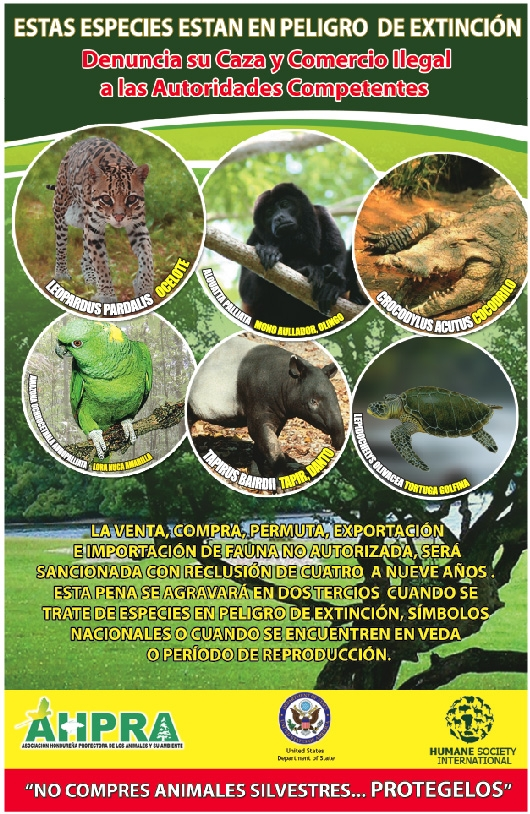 ESTAS ESPECIES ESTAN EN PELIGRO DE EXTINCIÓN
Denuncia su Caza y Comercio Ilegal
a las Autoridades Competentes
LEOPARDUS PARDALIS OCELOTE
ALOUATTA PALLIATA MONO AULLADOR, OLINGO
CROCODYLUS ACUTUS COCODRILO
LORA NUCA AMARILLA
TAPIRUS BAIRDII TAPIR, DANTO
LEPIDOCHELYS OLIVACEA TORTUGA GOLFINA
LA VENTA, COMPRA, PERMUTA, EXPORTACIÓN
E IMPORTACIÓN DE FAUNA NO AUTORIZADA, SERÁ
SANCIONADA CON RECLUSIÓN DE CUATRO A NUEVE AÑOS.
ESTA PENA SE AGRAVARÁ EN DOS TERCIOS CUANDO SE
TRATE DE ESPECIES EN PELIGRO DE EXTINCIÓN, SÍMBOLOS
NACIONALES O CUANDO SE ENCUENTREN EN VEDA
O PERÍODO DE REPRODUCCIÓN.
AHPRA
ASOCIACION HONDUREÑA PROTECTORA DE LOS ANIMALES Y SU AMBIENTE
United States
Department of State
HUMANE SOCIETY
INTERNATIONAL
"NO COMPRES ANIMALES SILVESTRES... PROTEGELOS"